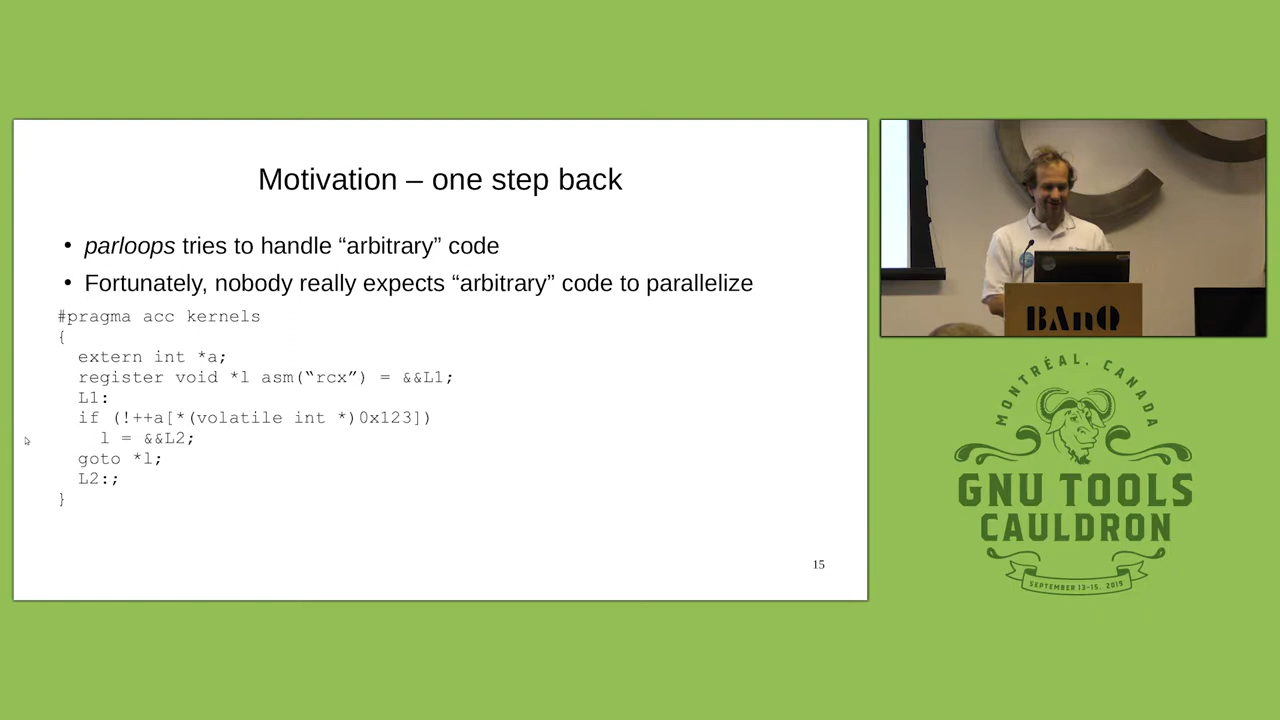 Motivation – one step back
• parloops tries to handle “arbitrary” code
• Fortunately, nobody really expects “arbitrary” code to parallelize
#pragma acc kernels
{
  extern int *a;
  register void *l asm(“rcx”) = &&L1;
  L1:
  if (!++a[*(volatile int *)0x123])
    l = &&L2;
  goto *l;
  L2:;
}
15
BAnQ
MONTRÉAL, CANADA
GNU TOOLS
CAULDRON
SEPTEMBER 13-15, 2019